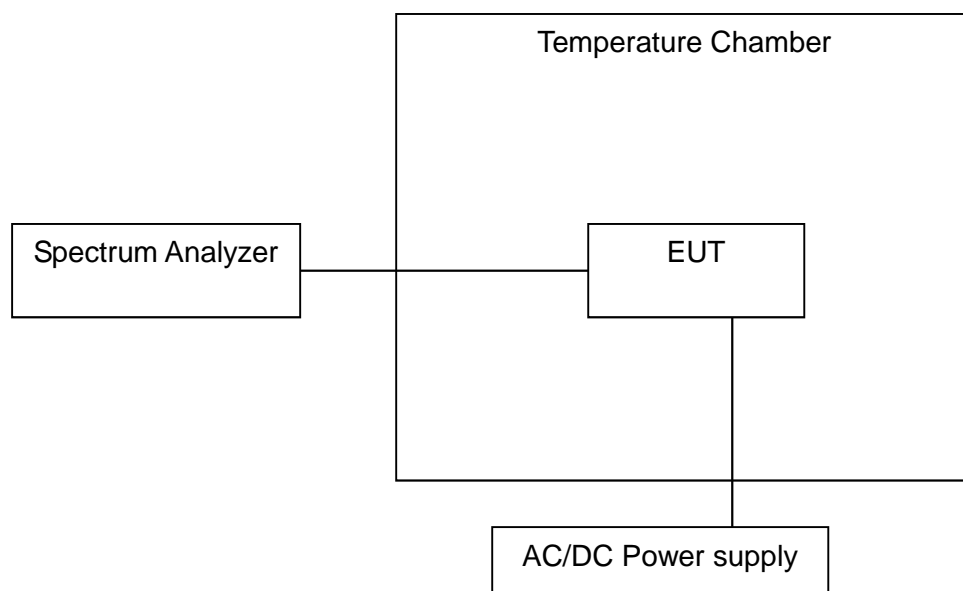 Temperature Chamber
Spectrum Analyzer
EUT
AC/DC Power supply